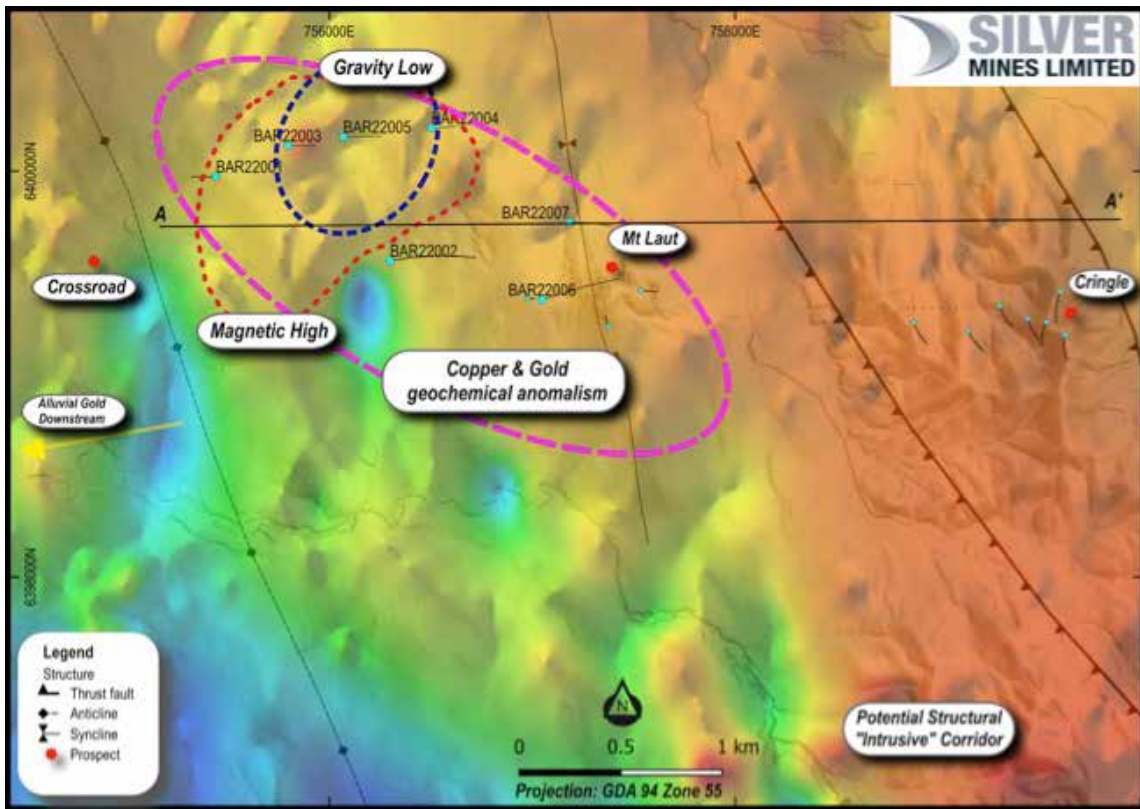 756000E
758000E
SILVER
MINES LIMITED
Gravity Low
BAR22004
BAR22005
BAR22003
BAR22001
6400000N
A
A'
BAR22007
Mt Laut
BAR22002
Crossroad
Cringle
BAR22006
Magnetic High
Copper & Gold
geochemical anomalism
Alluvial Gold
Downstream
6398000N
Legend
Structure
Thrust fault
Anticline
Syncline
Prospect
N
0 0.5 1 km
Projection: GDA 94 Zone 55
Potential Structural
"Intrusive" Corridor